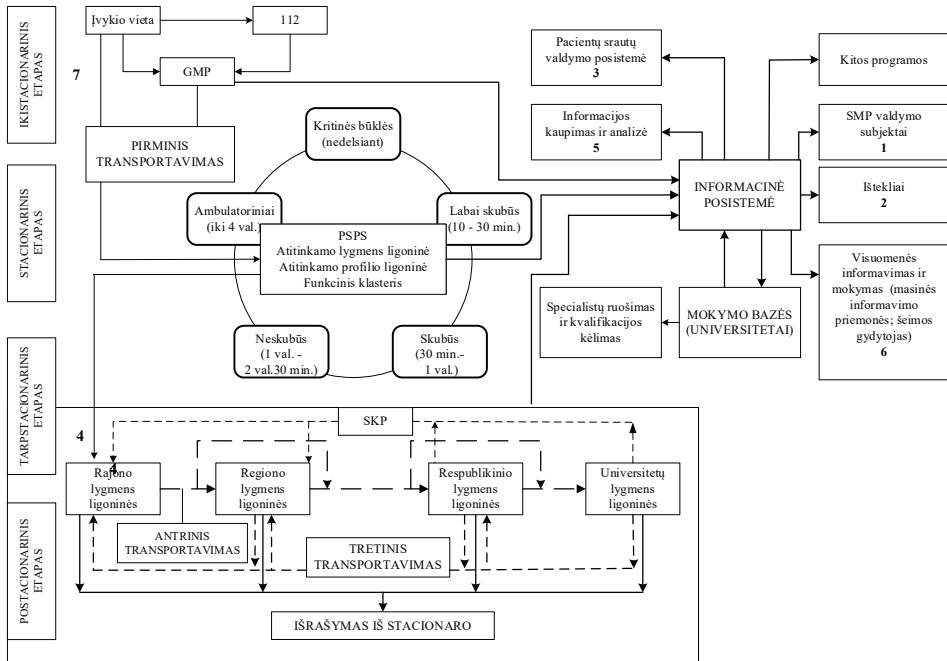 IKISTACIONARINIS
ETAPAS
7
Įvykio vieta
112
GMP
PIRMINIS
TRANSPORTAVIMAS
Pacientų srautų
valdymo posistemė
3
Kitos programos
Informacijos
kaupimas ir analizė
5
SMP valdymo
subjektai
1
STACIONARINIS
ETAPAS
Kritinės būklės
(nedelsiant)
Ambulatoriniai
(iki 4 val.)
Labai skubūs
(10 - 30 min.)
PSPS
Atitinkamo lygmens ligoninė
Atitinkamo profilio ligoninė
Funkcinis klasteris
Neskubūs
(1 val. -
2 val.30 min.)
Skubūs
(30 min.-
1 val.)
INFORMACINĖ
POSISTEMĖ
Ištekliai
2
Specialistų ruošimas
ir kvalifikacijos
kėlimas
MOKYMO BAZĖS
(UNIVERSITETAI)
Visuomenės
informavimas ir
mokymas (masinės
informavimo
priemonės; šeimos
gydytojas)
6
TARPSTACIONARINIS
ETAPAS
4
SKP
4
Rajono
lygmens
ligoninės
Regiono
lygmens
ligoninės
Respublikinio
lygmens
ligoninės
Universitetų
lygmens
ligoninės
POSTACIONARINIS
ETAPAS
ANTRINIS
TRANSPORTAVIMAS
TRETINIS
TRANSPORTAVIMAS
IŠRAŠYMAS IŠ STACIONARO